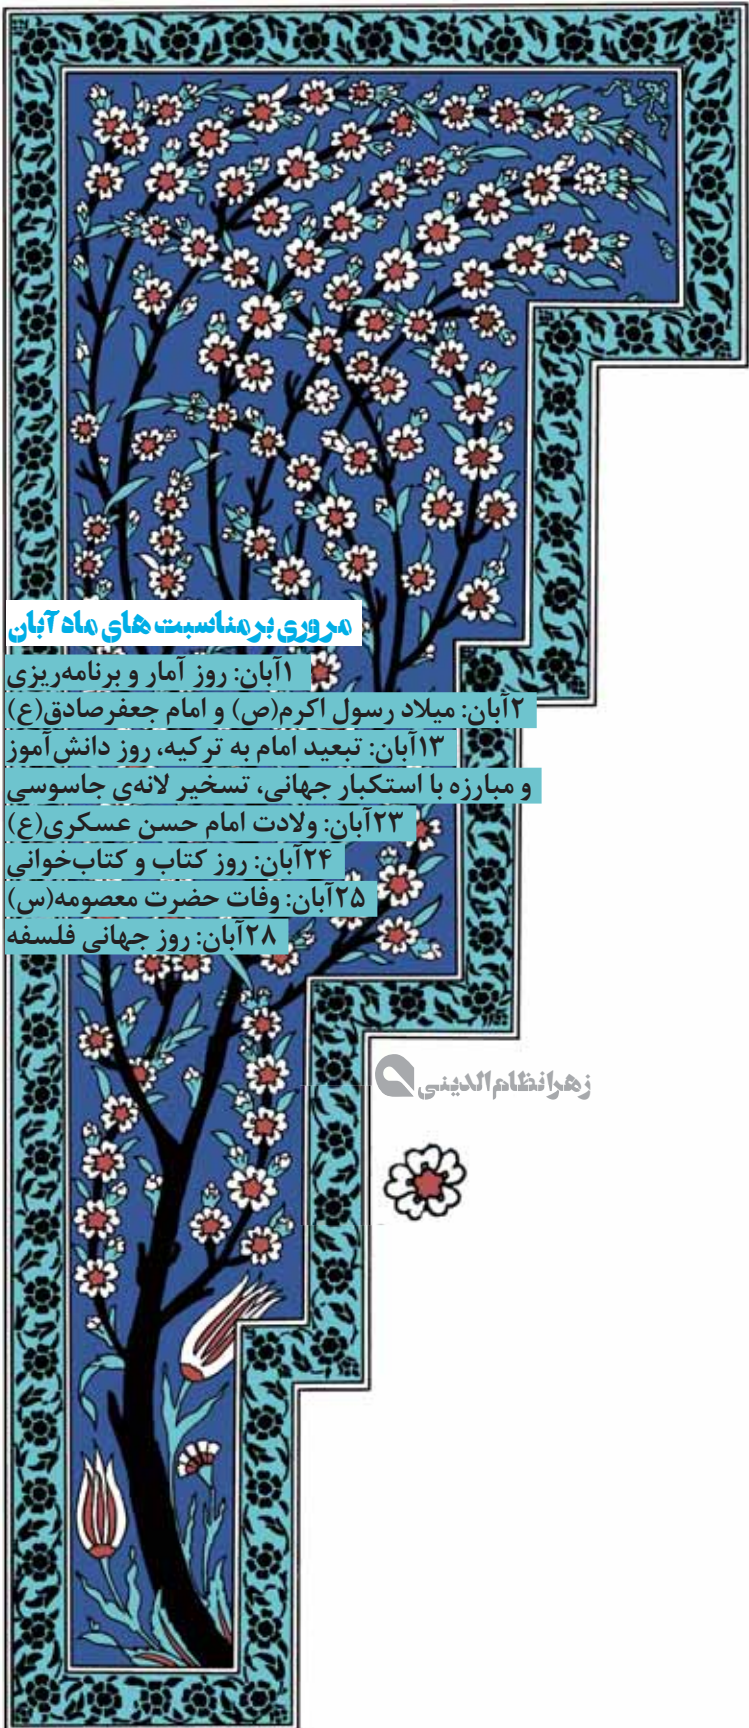 مروری بر مناسبت‌های ماه آبان
۱آبان: روز آمار و برنامه‌ریزی
۲آبان: میلاد رسول اکرم(ص) و امام جعفرصادق(ع)
۱۳آبان: تبعید امام به ترکیه، روز دانش‌آموز
و مبارزه با استکبار جهانی، تسخیر لانه‌ی جاسوسی
۲۳آبان: ولادت امام حسن عسکری(ع)
۲۴آبان: روز کتاب و کتاب‌خوانی
۲۵آبان: وفات حضرت معصومه(س)
۲۸آبان: روز جهانی فلسفه
زهرا نظام‌الدینی